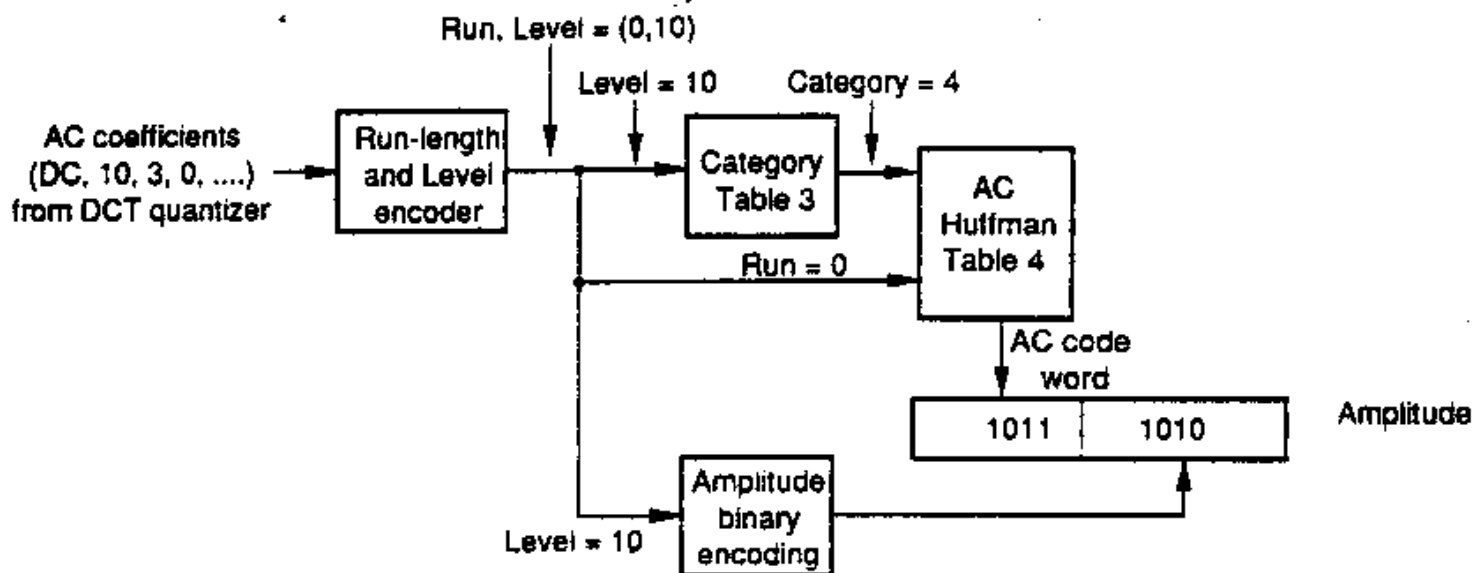 Run, Level = (0,10)
Level = 10
Category = 4
AC coefficients
(DC, 10, 3, 0, ....)
from DCT quantizer
Run-length
and Level
encoder
Category
Table 3
AC
Huffman
Table 4
Run = 0
AC code
word
1011
1010
Amplitude
Level = 10
Amplitude
binary
encoding